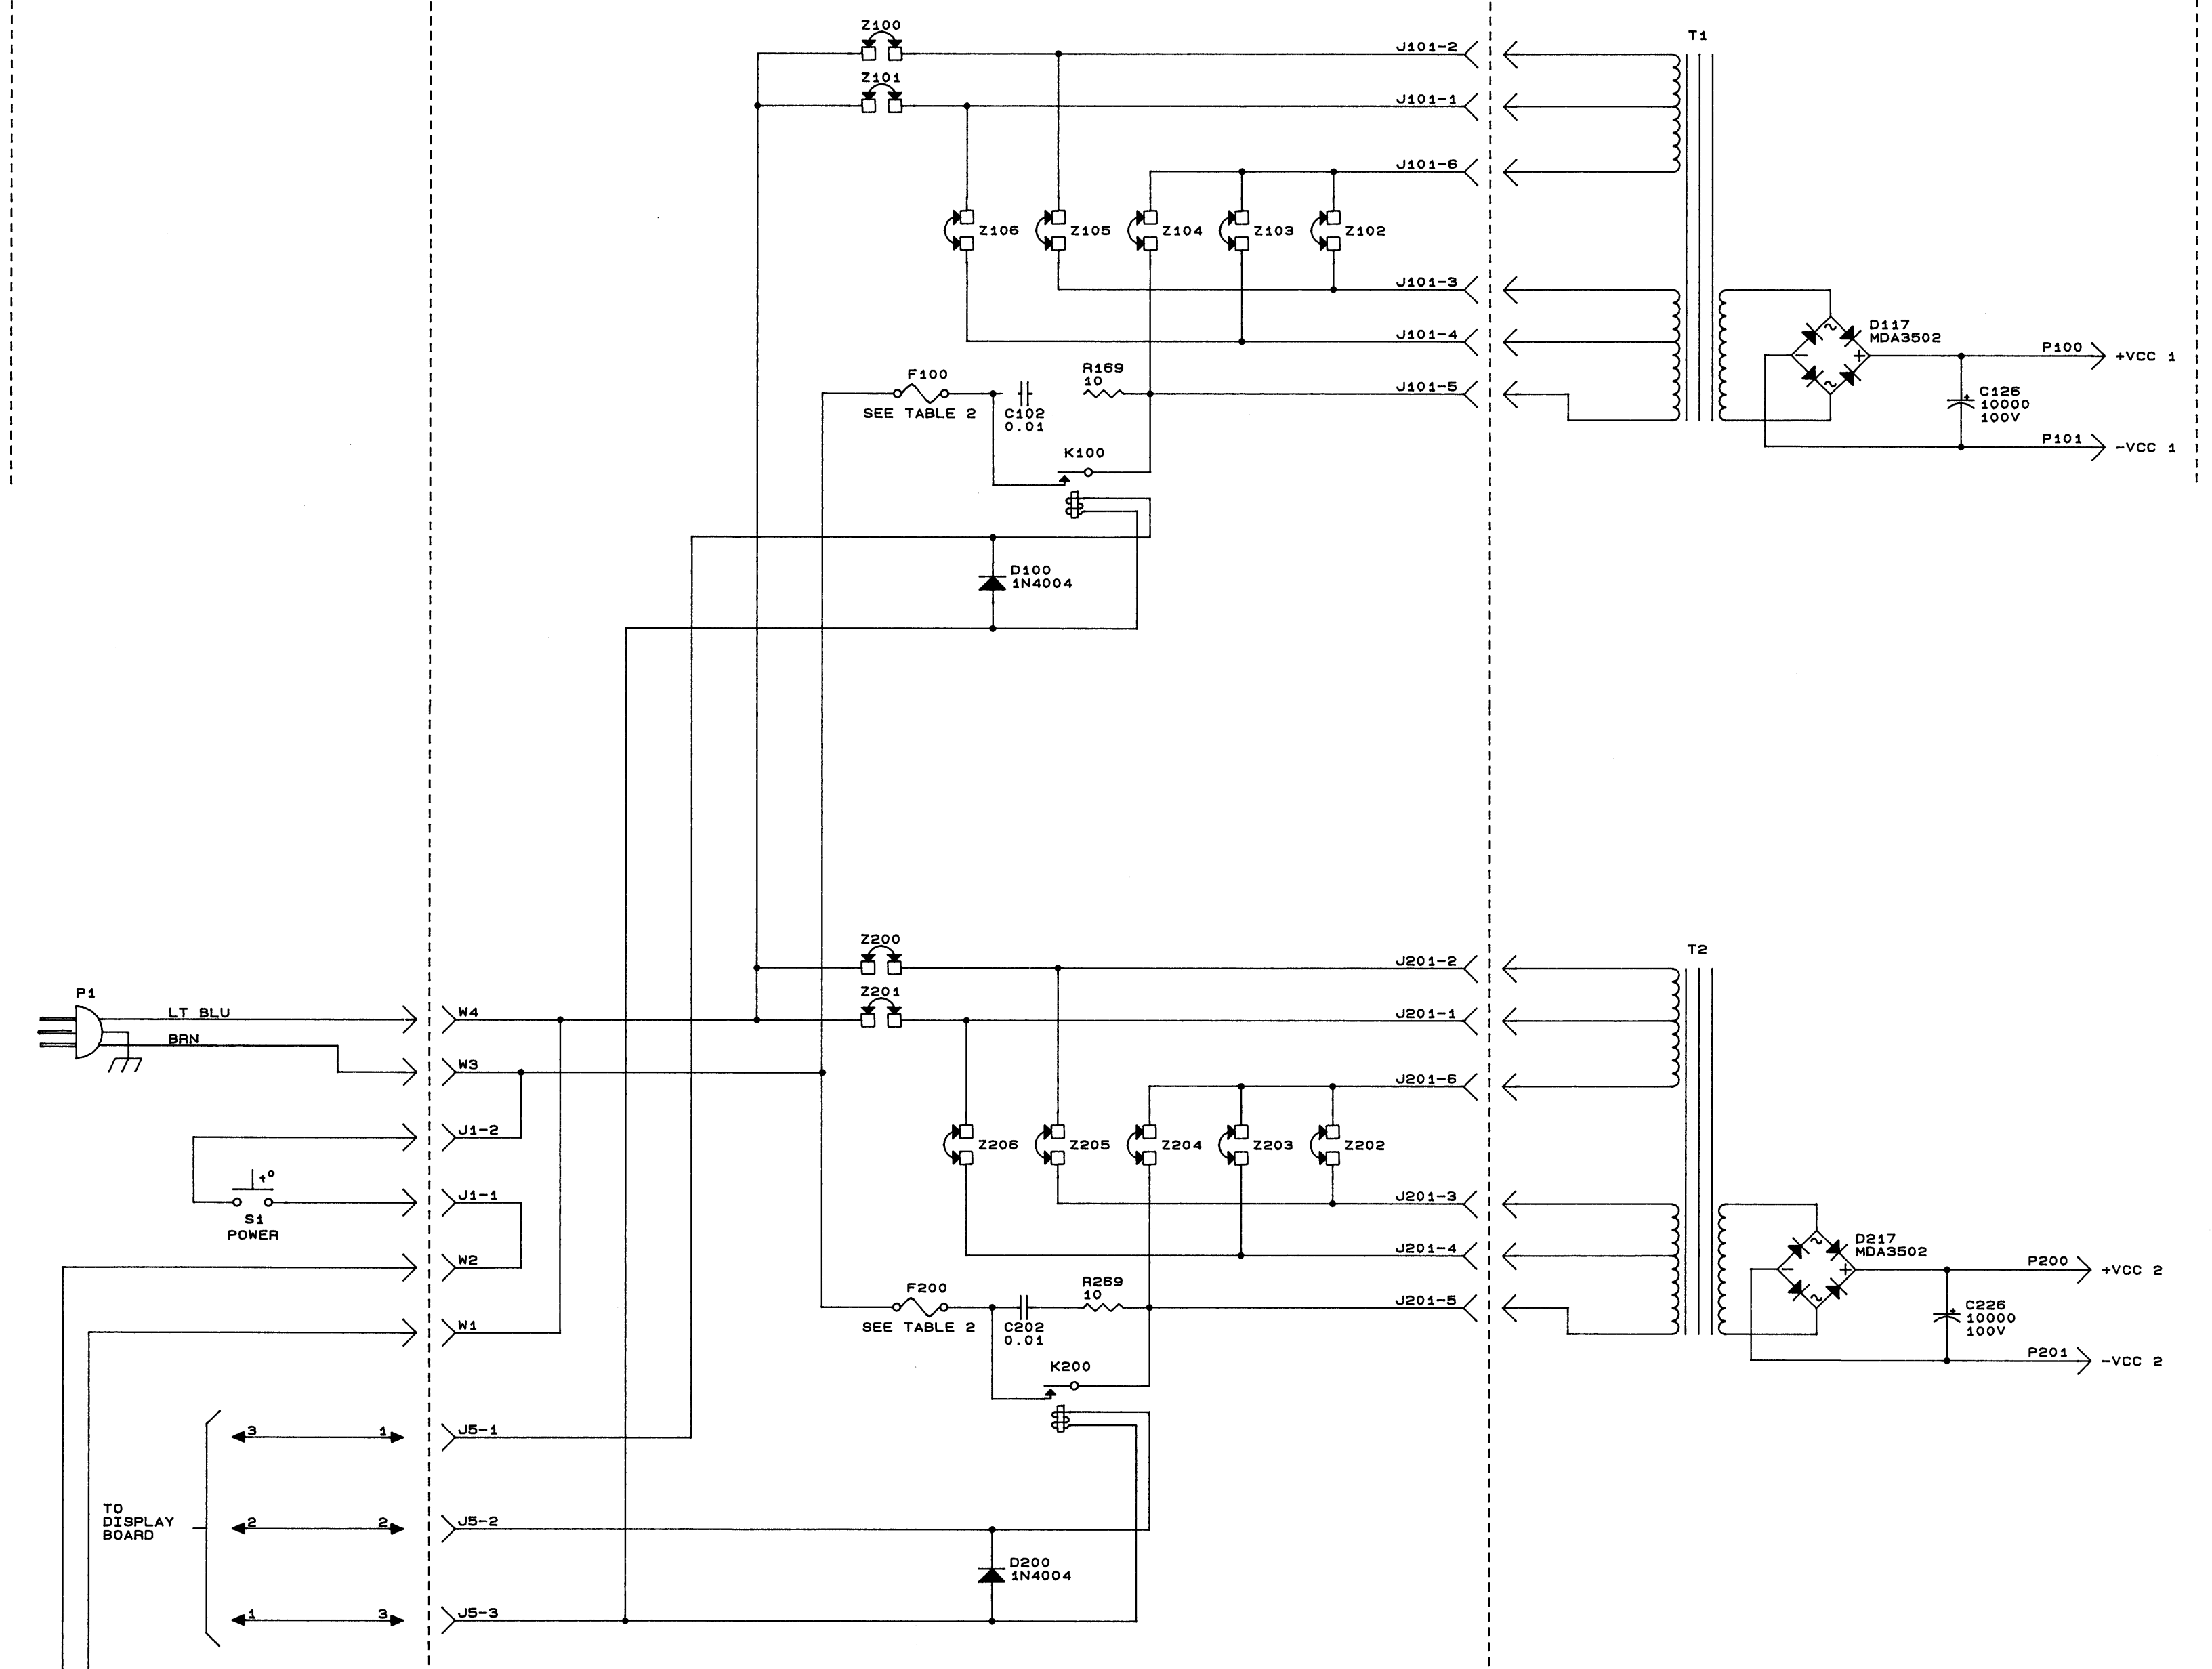 Z100
J101-2
T1
Z101
J101-1
J101-6
Z106
Z105
Z104
Z103
Z102
J101-3
D117
MDA3502
J101-4
P100
+VCC 1
F100
SEE TABLE 2
C102
0.01
R169
10
J101-5
C126
10000
100V
P101
-VCC 1
K100
D100
1N4004
Z200
J201-2
T2
P1
LT BLU
W4
Z201
J201-1
BRN
W3
J201-6
J1-2
Z206
Z205
Z204
Z203
Z202
t°
S1
POWER
J1-1
J201-3
D217
MDA3502
W2
J201-4
P200
+VCC 2
F200
SEE TABLE 2
C202
0.01
R269
10
J201-5
C226
10000
100V
W1
P201
-VCC 2
K200
3
1
J5-1
TO
DISPLAY
BOARD
2
2
J5-2
D200
1N4004
1
3
J5-3